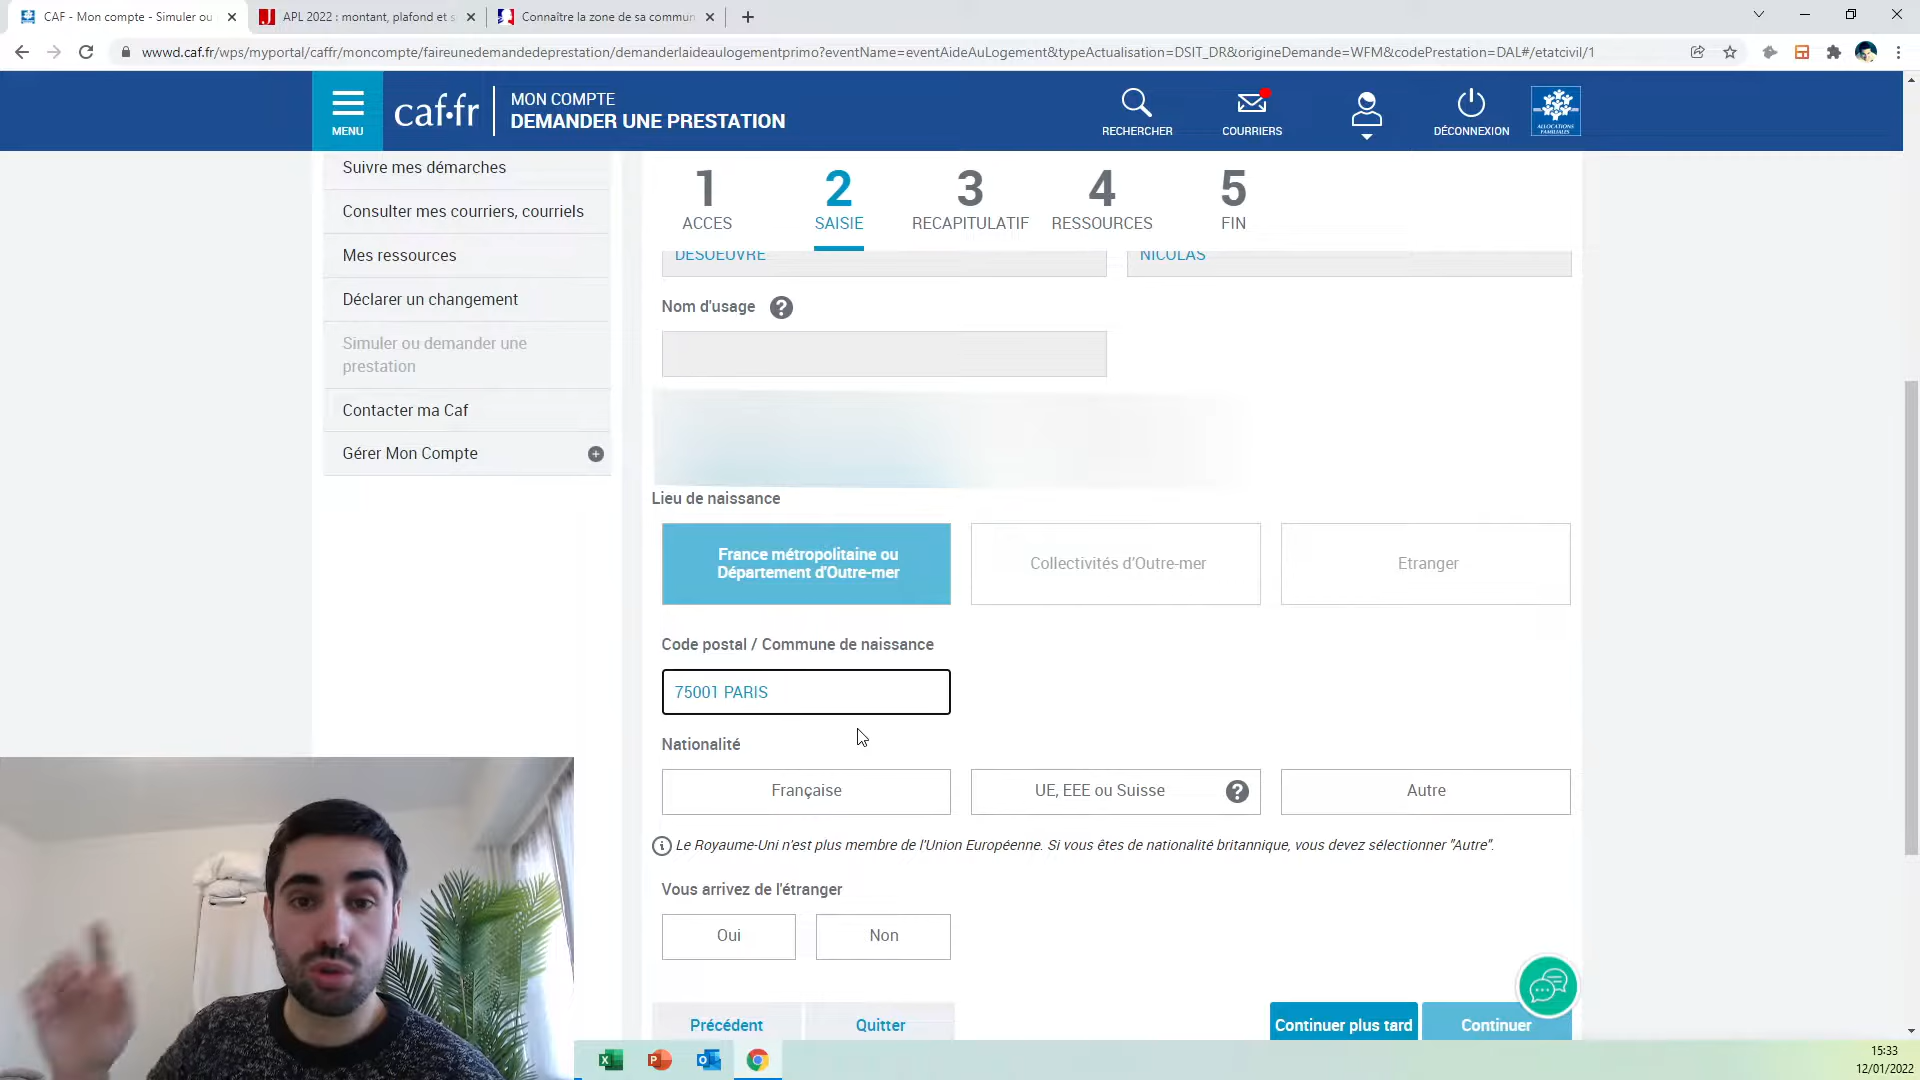 CAF - Mon compte - Simuler ou
APL 2022 : montant, plafond et s
Connaître la zone de sa commun
wwwd.caf.fr/wps/myportal/caffr/moncompte/faireunedemandedeprestation/demanderlaideaulogementprimo?eventName=eventAideAuLogement&typeActualisation=DSIT_DR&origineDemande=WFM&codePrestation=DAL#/etatcivil/1
MENU
caf.fr
MON COMPTE
DEMANDER UNE PRESTATION
RECHERCHER
COURRIERS
DÉCONNEXION
ALLOCATIONS
FAMILIALES
Suivre mes démarches
Consulter mes courriers, courriels
Mes ressources
Déclarer un changement
Simuler ou demander une
prestation
Contacter ma Caf
Gérer Mon Compte
1 2 3 4 5
ACCES SAISIE RECAPITULATIF RESSOURCES FIN
DESOEUVRE NICOLAS
Nom d'usage ?
Lieu de naissance
France métropolitaine ou
Département d'Outre-mer
Collectivités d'Outre-mer
Etranger
Code postal / Commune de naissance
75001 PARIS
Nationalité
Française
UE, EEE ou Suisse ?
Autre
Le Royaume-Uni n'est plus membre de l'Union Européenne. Si vous êtes de nationalité britannique, vous devez sélectionner "Autre".
Vous arrivez de l'étranger
Oui Non
Précédent Quitter Continuer plus tard Continuer
15:33
12/01/2022